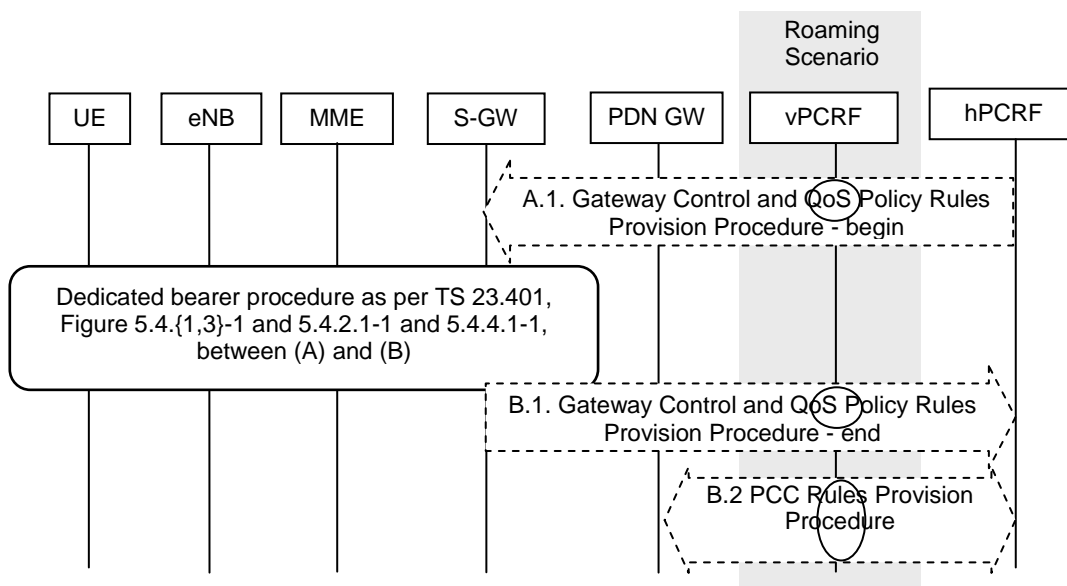 Roaming
Scenario
UE
eNB
MME
S-GW
PDN GW
vPCRF
hPCRF
A.1. Gateway Control and QoS Policy Rules
Provision Procedure - begin
Dedicated bearer procedure as per TS 23.401,
Figure 5.4.{1,3}-1 and 5.4.2.1-1 and 5.4.4.1-1,
between (A) and (B)
B.1. Gateway Control and QoS Policy Rules
Provision Procedure - end
B.2 PCC Rules Provision
Procedure